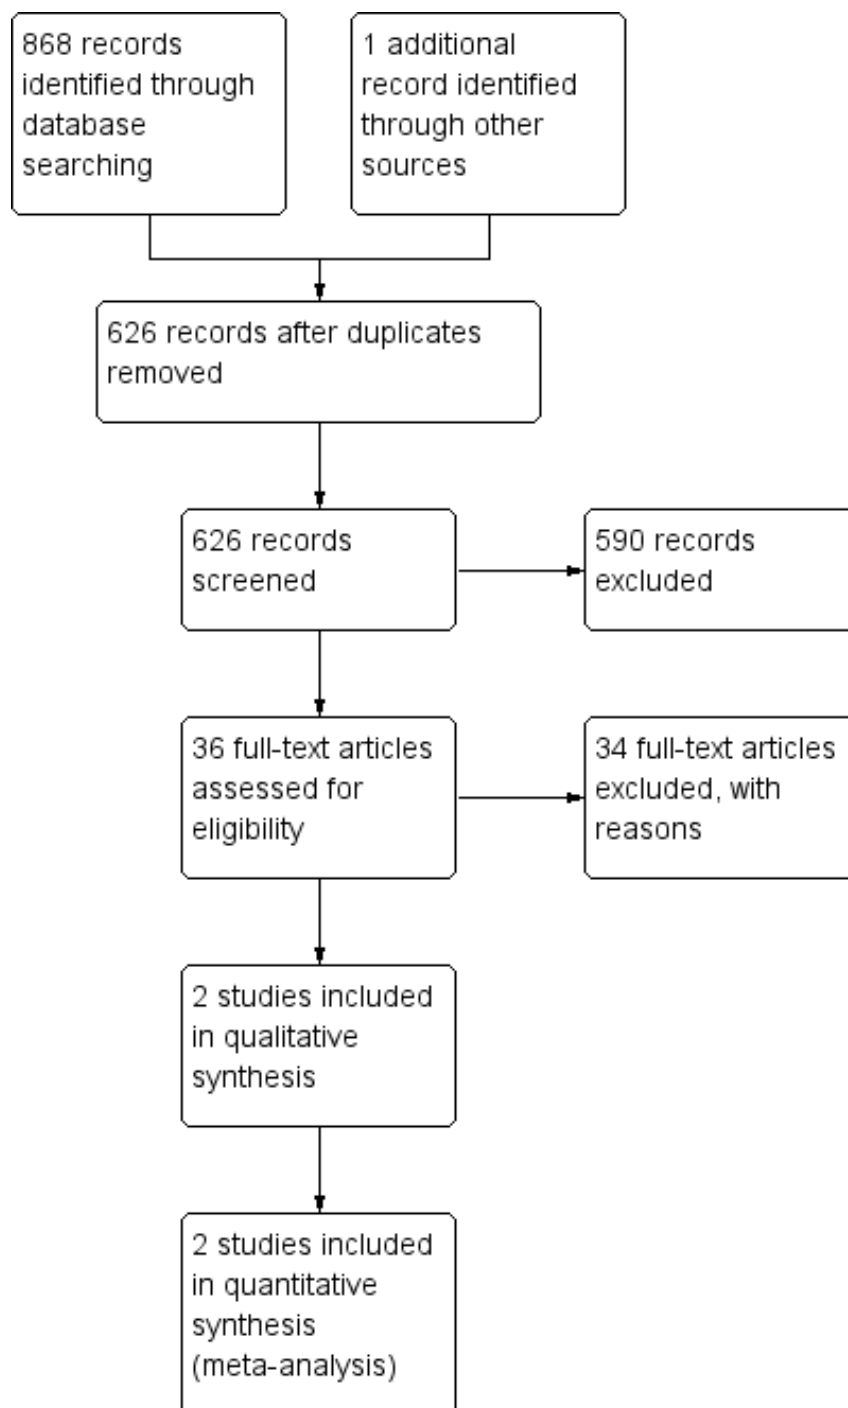 868 records
identified through
database
searching
1 additional
record identified
through other
sources
626 records after duplicates
removed
626 records
screened
590 records
excluded
36 full-text articles
assessed for
eligibility
34 full-text articles
excluded, with
reasons
2 studies included
in qualitative
synthesis
2 studies included
in quantitative
synthesis
(meta-analysis)